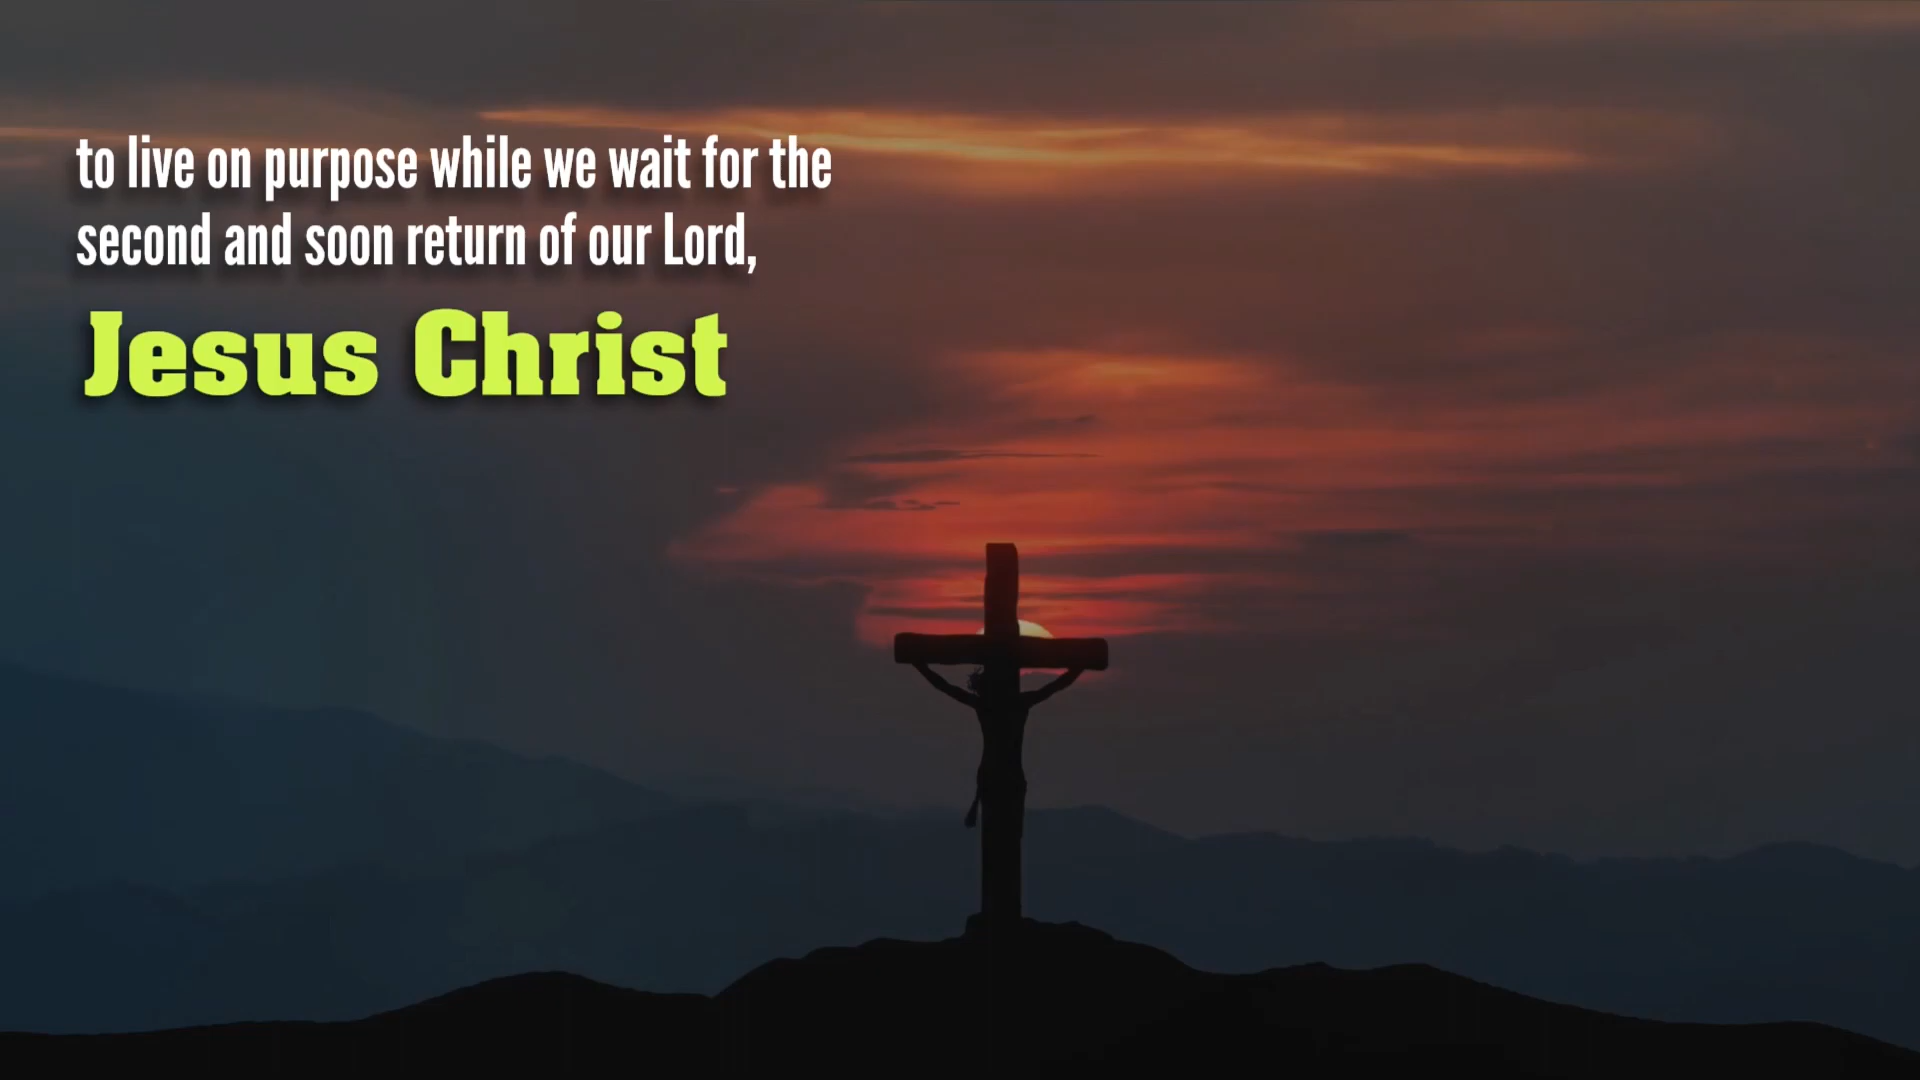 to live on purpose while we wait for the
second and soon return of our Lord,
Jesus Christ